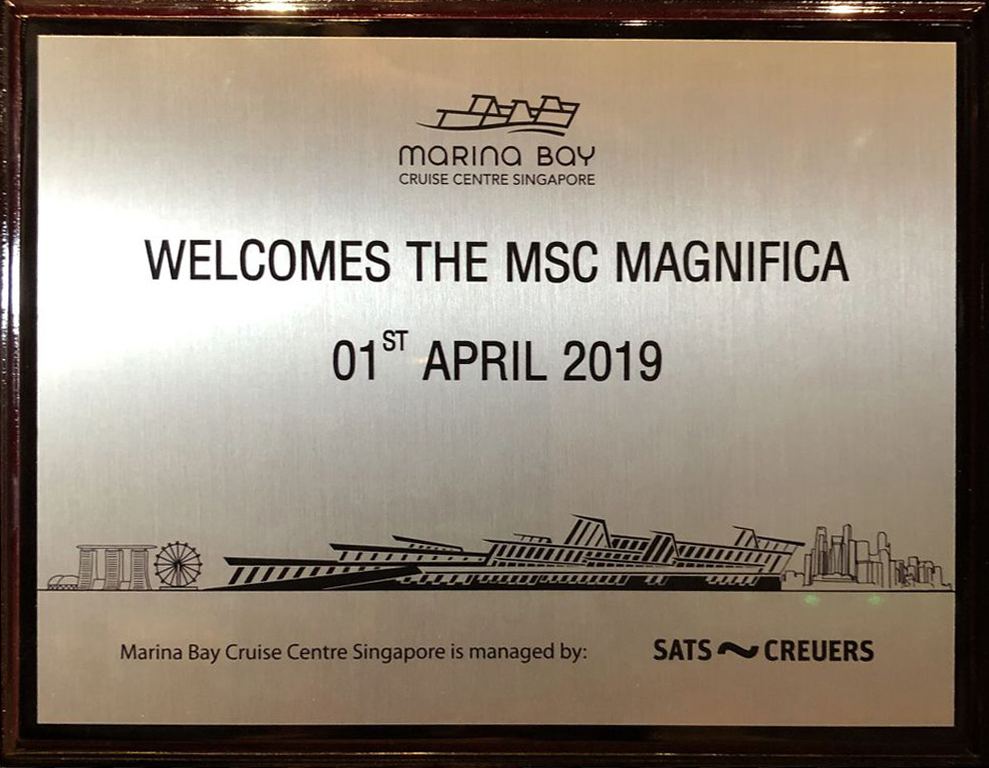 MARINA BAY
CRUISE CENTRE SINGAPORE
WELCOMES THE MSC MAGNIFICA
01ST APRIL 2019
Marina Bay Cruise Centre Singapore is managed by: SATS ~ CREUERS